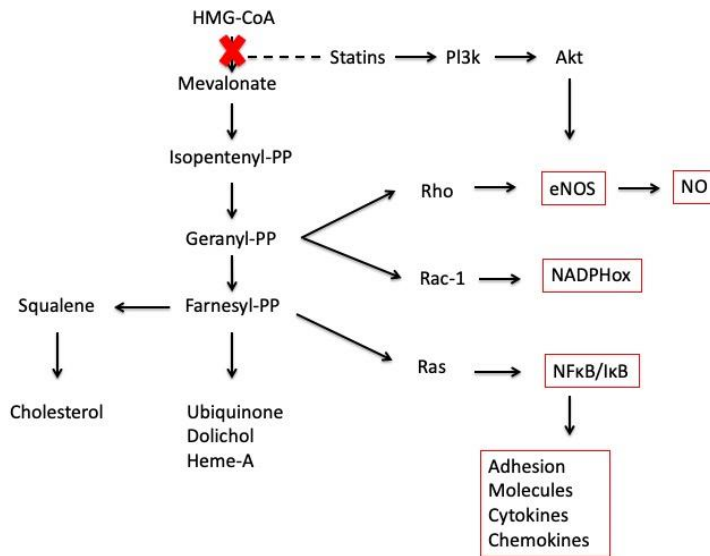 HMG-CoA
Statins
PI3k
Akt
Mevalonate
Isopentenyl-PP
Rho
eNOS
NO
Geranyl-PP
Rac-1
NADPHox
Squalene
Farnesyl-PP
Ras
NFκB/IκB
Cholesterol
Ubiquinone
Dolichol
Heme-A
Adhesion
Molecules
Cytokines
Chemokines